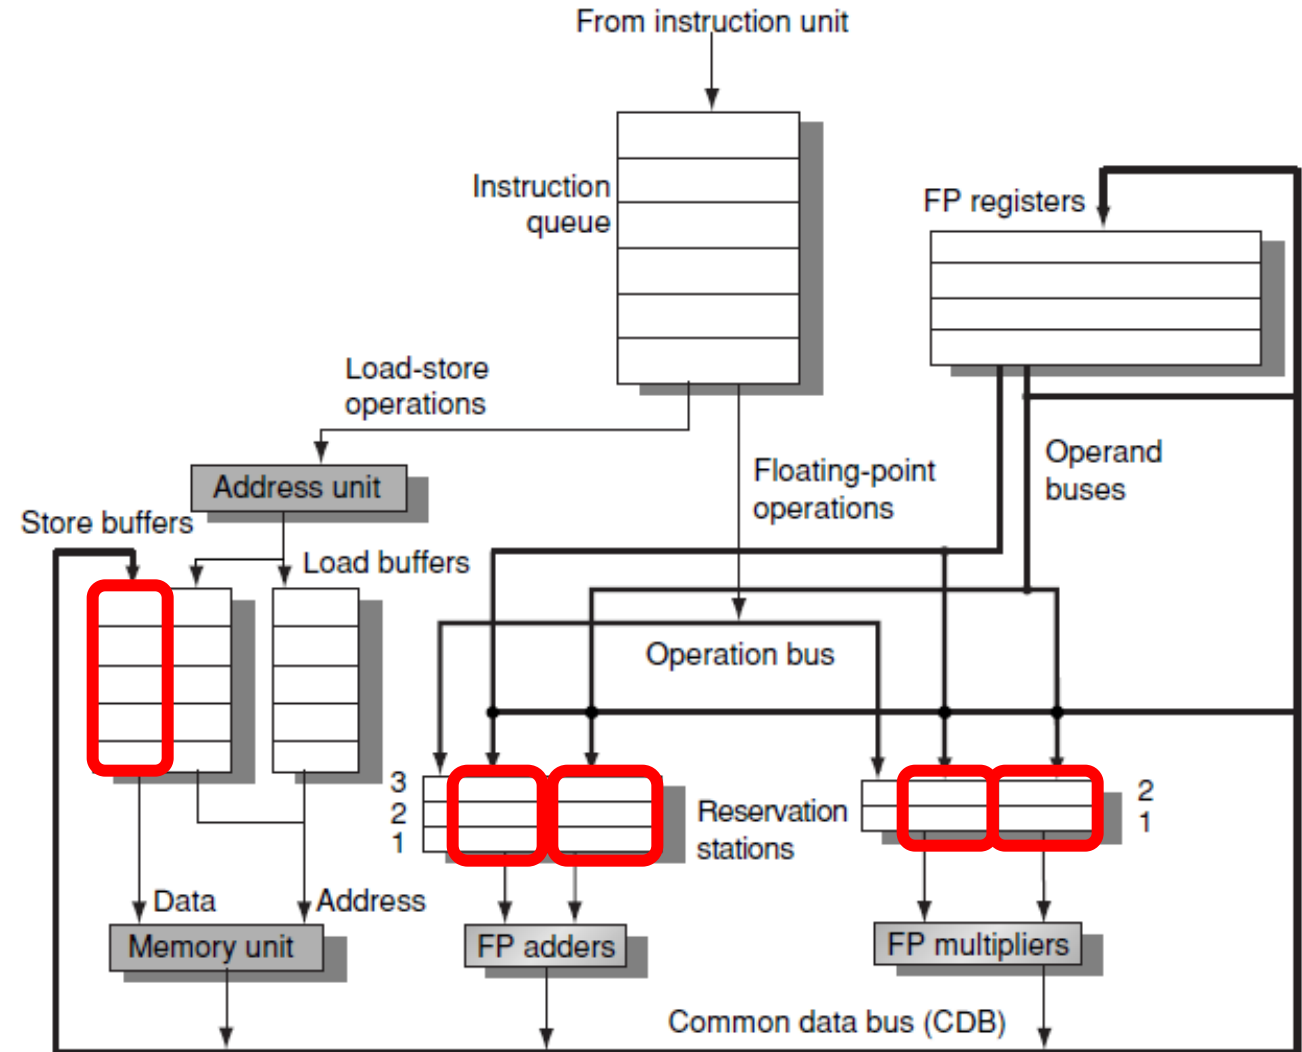 From instruction unit
Instruction
queue
FP registers
Load-store
operations
Address unit
Floating-point
operations
Operand
buses
Store buffers
Load buffers
Operation bus
3
2
1
Reservation
stations
2
1
Data
Address
Memory unit
FP adders
FP multipliers
Common data bus (CDB)